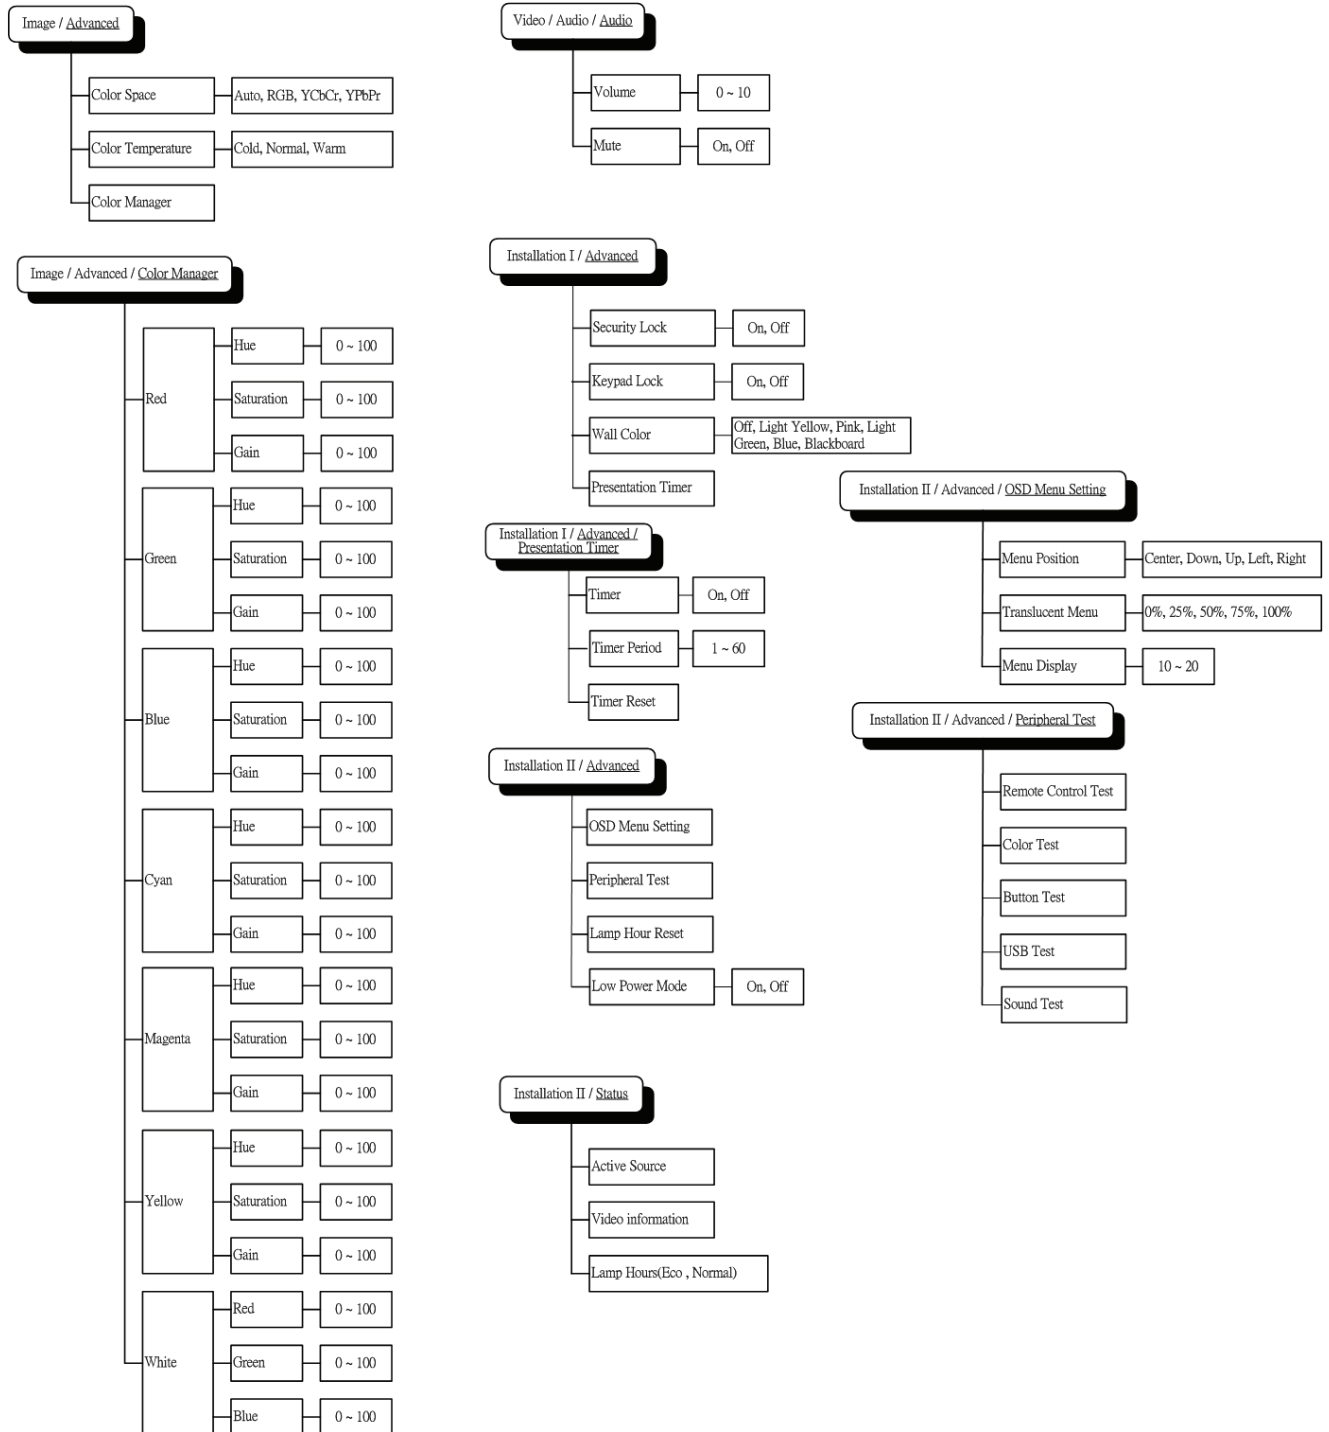 Image / Advanced
Color Space
Auto, RGB, YCbCr, YPbPr
Color Temperature
Cold, Normal, Warm
Color Manager
Image / Advanced / Color Manager
Red
Hue
0 ~ 100
Saturation
0 ~ 100
Gain
0 ~ 100
Green
Hue
0 ~ 100
Saturation
0 ~ 100
Gain
0 ~ 100
Blue
Hue
0 ~ 100
Saturation
0 ~ 100
Gain
0 ~ 100
Cyan
Hue
0 ~ 100
Saturation
0 ~ 100
Gain
0 ~ 100
Magenta
Hue
0 ~ 100
Saturation
0 ~ 100
Gain
0 ~ 100
Yellow
Hue
0 ~ 100
Saturation
0 ~ 100
Gain
0 ~ 100
White
Red
0 ~ 100
Green
0 ~ 100
Blue
0 ~ 100
Video / Audio / Audio
Volume
0 ~ 10
Mute
On, Off
Installation I / Advanced
Security Lock
On, Off
Keypad Lock
On, Off
Wall Color
Off, Light Yellow, Pink, Light
Green, Blue, Blackboard
Presentation Timer
Installation I / Advanced /
Presentation Timer
Timer
On, Off
Timer Period
1 ~ 60
Timer Reset
Installation II / Advanced
OSD Menu Setting
Peripheral Test
Lamp Hour Reset
Low Power Mode
On, Off
Installation II / Status
Active Source
Video information
Lamp Hours(Eco , Normal)
Installation II / Advanced / OSD Menu Setting
Menu Position
Center, Down, Up, Left, Right
Translucent Menu
0%, 25%, 50%, 75%, 100%
Menu Display
10 ~ 20
Installation II / Advanced / Peripheral Test
Remote Control Test
Color Test
Button Test
USB Test
Sound Test